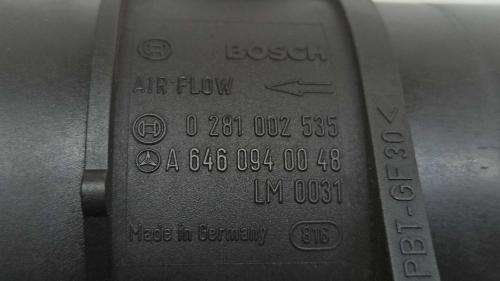 BOSCH
AIR FLOW
0 281 002 535
A 646 094 00 48
LM 0031
Made in Germany 816
PBT-GF30<